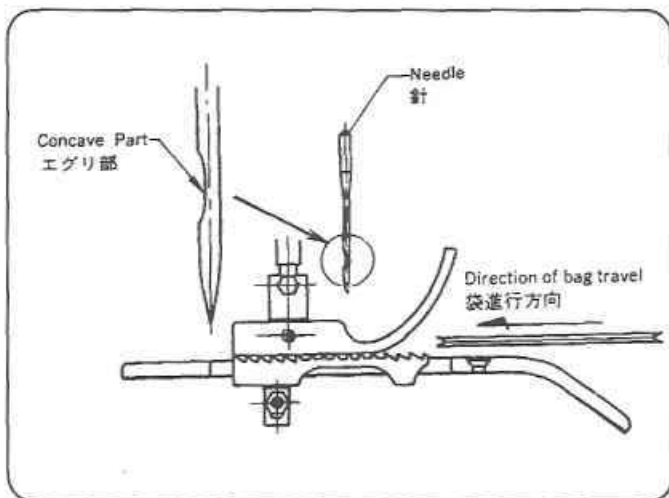 Needle
針
Concave Part
エグリ部
Direction of bag travel
袋進行方向